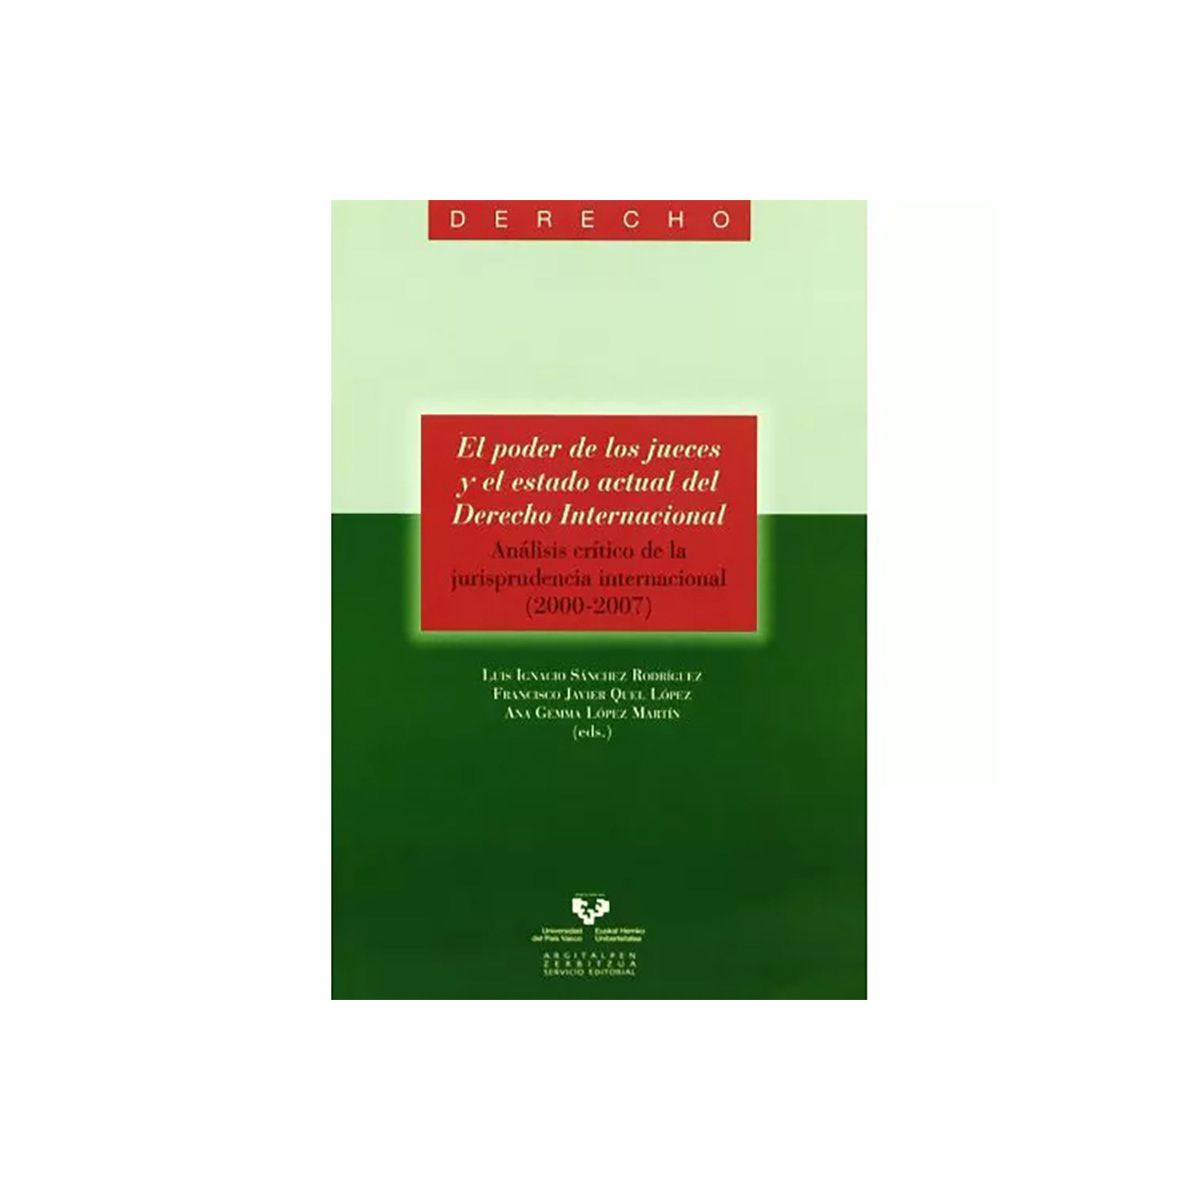 DERECHO
El poder de los jueces
y el estado actual del
Derecho Internacional
Análisis crítico de la
jurisprudencia internacional
(2000-2007)
Luis Ignacio Sánchez Rodríguez
Francisco Javier Quel López
Ana Gemma López Martín
(eds.)
Universidad del País Vasco
Euskal Herriko Unibertsitatea
ARGITALPEN
ZERBITZUA
SERVICIO EDITORIAL